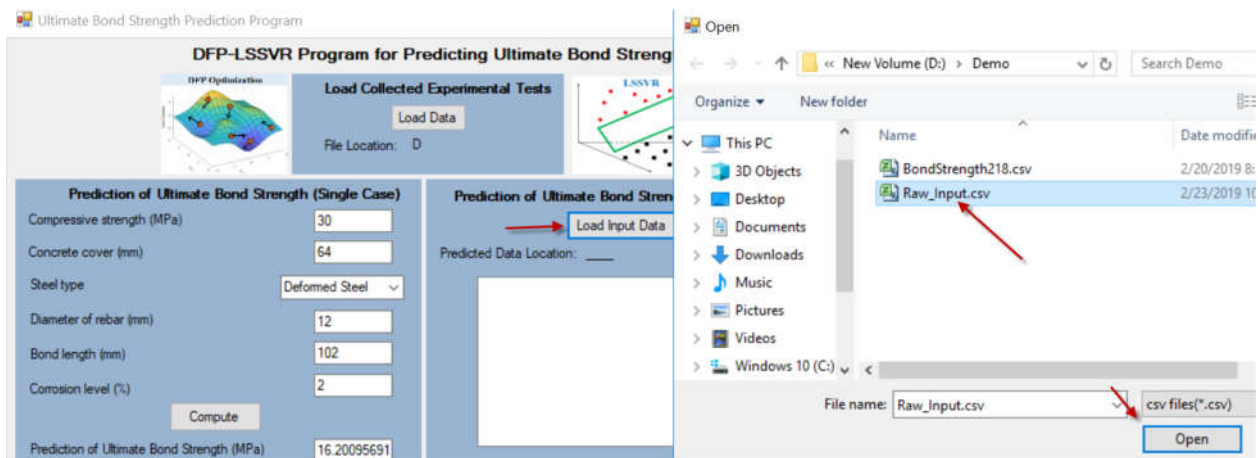 Ultimate Bond Strength Prediction Program
DFP-LSSVR Program for Predicting Ultimate Bond Streng
DFP Optimization
Load Collected Experimental Tests
Load Data
File Location: D
LSSVR
Prediction of Ultimate Bond Strength (Single Case)
Compressive strength (MPa) 30
Concrete cover (mm) 64
Steel type Deformed Steel
Diameter of rebar (mm) 12
Bond length (mm) 102
Corrosion level (%) 2
Compute
Prediction of Ultimate Bond Strength (MPa) 16.20095691
Prediction of Ultimate Bond Stren
Load Input Data
Predicted Data Location: ____
Open
« New Volume (D:) › Demo
Search Demo
Organize New folder
This PC
3D Objects
Desktop
Documents
Downloads
Music
Pictures
Videos
Windows 10 (C:)
Name Date modifi
BondStrength218.csv 2/20/2019 8:
Raw_Input.csv 2/23/2019 10
File name: Raw_Input.csv csv files(*.csv)
Open